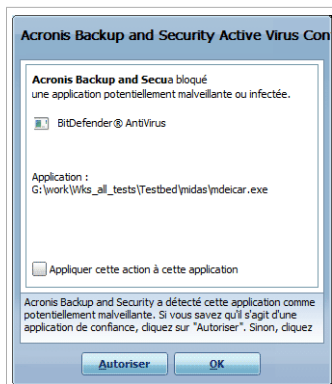 Acronis Backup and Security Active Virus Con
Acronis Backup and Secua bloqué
une application potentiellement malveillante ou infectée.
BitDefender® AntiVirus
Application :
G:\work\Wks_all_tests\Testbed\midas\mdeicar.exe
Appliquer cette action à cette application
Acronis Backup and Security a détecté cette application comme
potentiellement malveillante. Si vous savez qu'il s'agit d'une
application de confiance, cliquez sur "Autoriser". Sinon, cliquez
Autoriser
OK